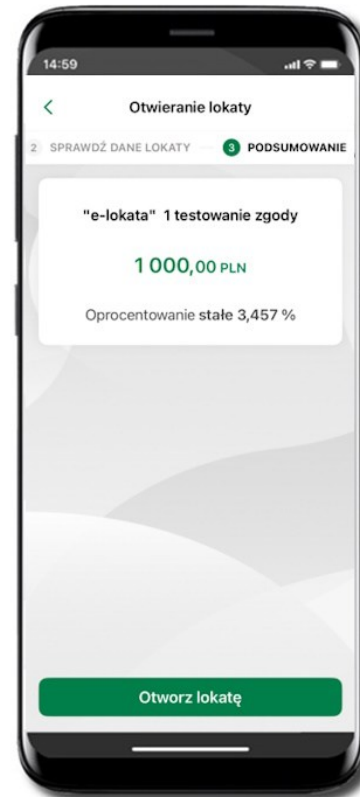 14:59
Otwieranie lokaty
2 SPRAWDŹ DANE LOKATY 3 PODSUMOWANIE
"e-lokata" 1 testowanie zgody
1 000,00 PLN
Oprocentowanie stałe 3,457 %
Otworz lokatę